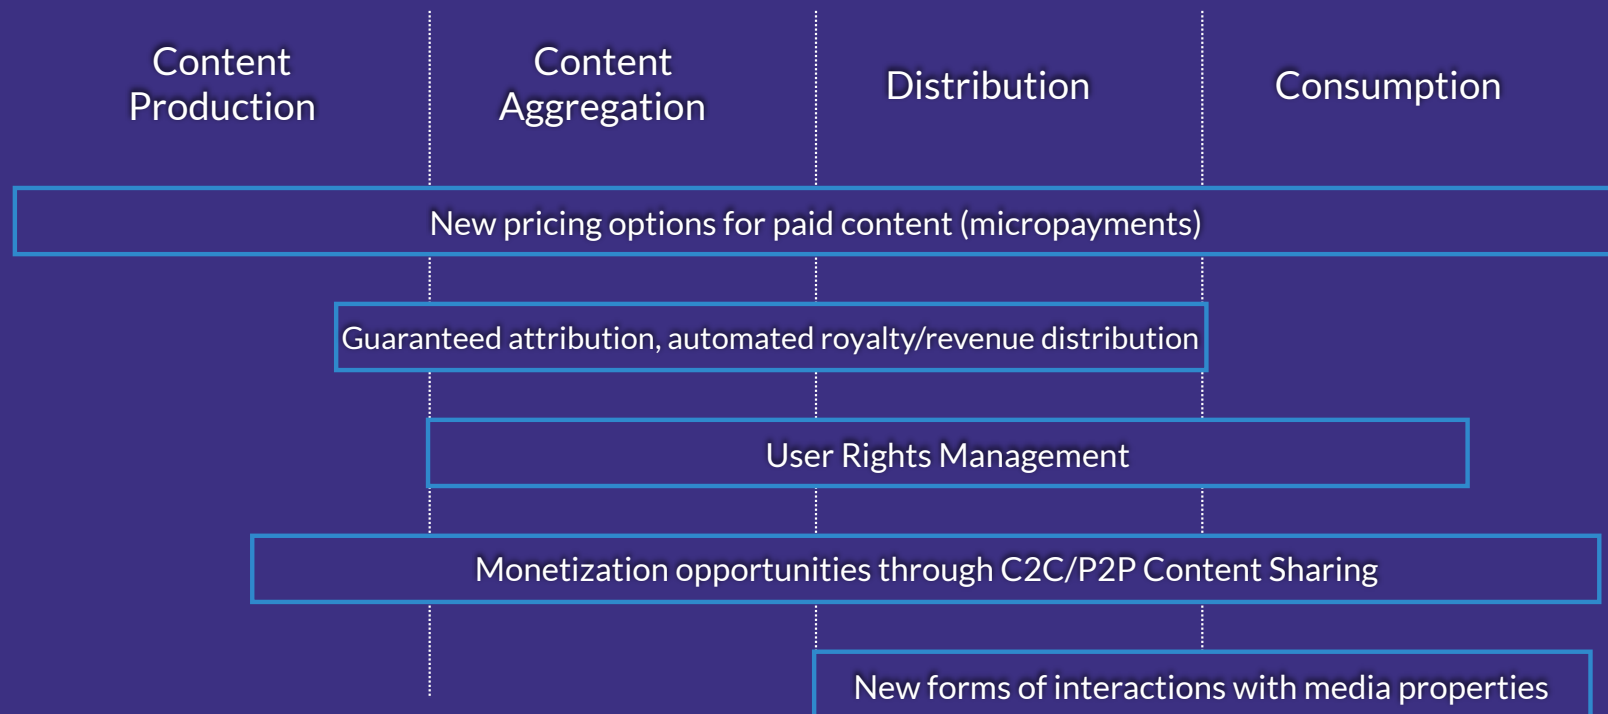 Content
Production
Content
Aggregation
Distribution
Consumption
New pricing options for paid content (micropayments)
Guaranteed attribution, automated royalty/revenue distribution
User Rights Management
Monetization opportunities through C2C/P2P Content Sharing
New forms of interactions with media properties